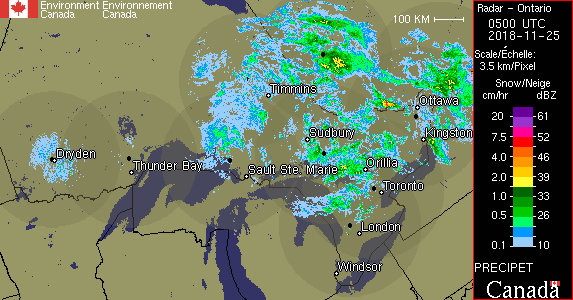 Environment Environnement
Canada Canada
100 KM
Timmins
Ottawa
Kingston
Sudbury
Dryden
Thunder Bay
Sault Ste. Marie
Orillia
Toronto
London
Windsor
Radar - Ontario
0500 UTC
2018-11-25
Scale/Échelle:
3.5 km/Pixel
Snow/Neige
cm/hr dBZ
20 61
7.5 52
4.0 46
2.0 39
1.0 33
0.5 26
0.1 10
PRECIPET
Canada